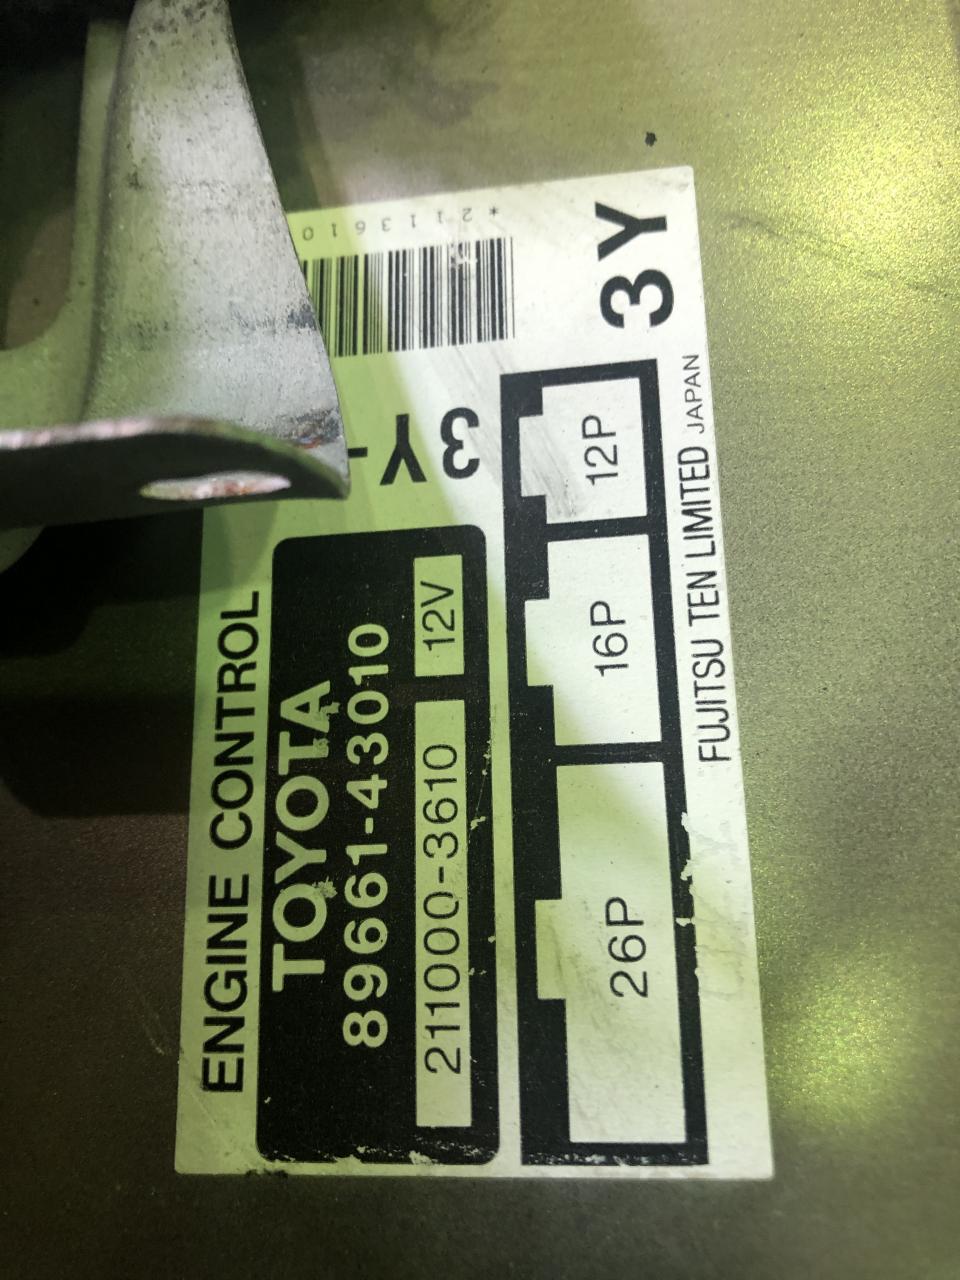 ENGINE CONTROL
TOYOTA
89661-43010
211000-3610 12V
3Y-
*2113610
26P 16P 12P
3Y
FUJITSU TEN LIMITED JAPAN